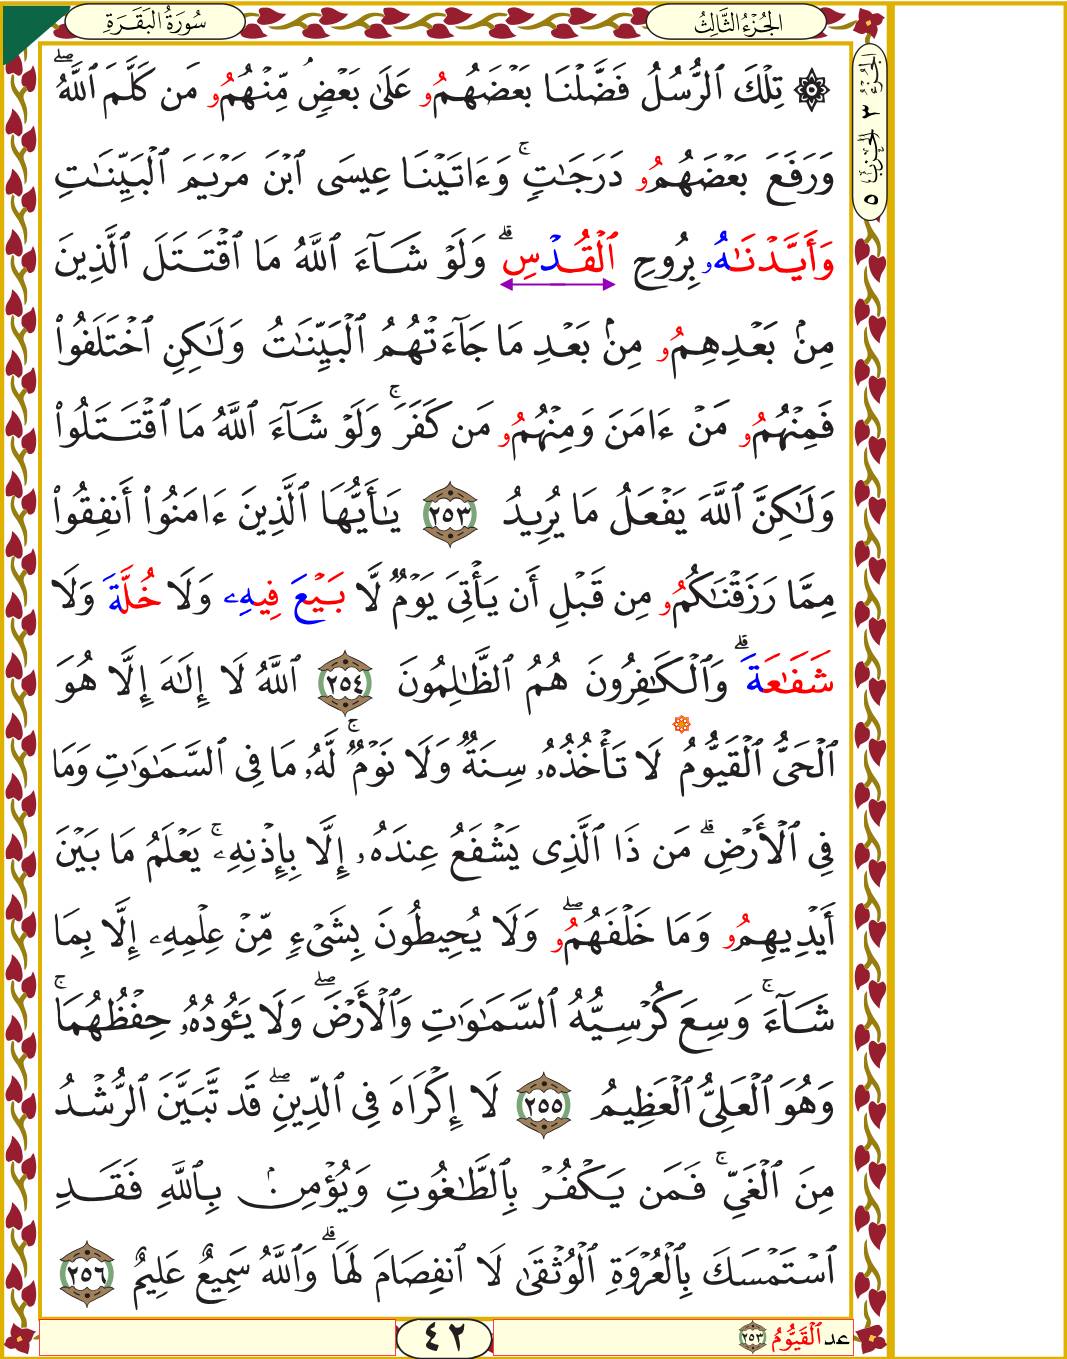 سُورَةُ البَقَرَةِ
الجُزْءُ الثَّالِثُ
الجُزْءُ ٣ الحِزْبُ ٥
۞ تِلْكَ ٱلرُّسُلُ فَضَّلْنَا بَعْضَهُمُۥ عَلَىٰ بَعْضٖۘ مِّنْهُمُۥ مَن كَلَّمَ ٱللَّهُۖ
وَرَفَعَ بَعْضَهُمُۥ دَرَجَٰتٖۚ وَءَاتَيْنَا عِيسَى ٱبْنَ مَرْيَمَ ٱلْبَيِّنَٰتِ
وَأَيَّدْنَٰهُۥ بِرُوحِ ٱلْقُدْسِۗ وَلَوْ شَآءَ ٱللَّهُ مَا ٱقْتَتَلَ ٱلَّذِينَ
مِنۢ بَعْدِهِمُۥ مِنۢ بَعْدِ مَا جَآءَتْهُمُ ٱلْبَيِّنَٰتُ وَلَٰكِنِ ٱخْتَلَفُوا۟
فَمِنْهُمُۥ مَنْ ءَامَنَ وَمِنْهُمُۥ مَن كَفَرَۚ وَلَوْ شَآءَ ٱللَّهُ مَا ٱقْتَتَلُوا۟
وَلَٰكِنَّ ٱللَّهَ يَفْعَلُ مَا يُرِيدُ ٢٥٣ يَٰٓأَيُّهَا ٱلَّذِينَ ءَامَنُوٓا۟ أَنفِقُوا۟
مِمَّا رَزَقْنَٰكُمُۥ مِن قَبْلِ أَن يَأْتِىَ يَوْمٞ لَّا بَيْعَ فِيهِۦ وَلَا خُلَّةَ وَلَا
شَفَٰعَةَۗ وَٱلْكَٰفِرُونَ هُمُ ٱلظَّٰلِمُونَ ٢٥٤ ٱللَّهُ لَا إِلَٰهَ إِلَّا هُوَ
ٱلْحَىُّ ٱلْقَيُّومُ لَا تَأْخُذُهُۥ سِنَةٞ وَلَا نَوْمٞۚ لَّهُۥ مَا فِى ٱلسَّمَٰوَٰتِ وَمَا
فِى ٱلْأَرْضِۗ مَن ذَا ٱلَّذِى يَشْفَعُ عِندَهُۥ إِلَّا بِإِذْنِهِۦۚ يَعْلَمُ مَا بَيْنَ
أَيْدِيهِمُۥ وَمَا خَلْفَهُمُۥۖ وَلَا يُحِيطُونَ بِشَىْءٖ مِّنْ عِلْمِهِۦ إِلَّا بِمَا
شَآءَۚ وَسِعَ كُرْسِيُّهُ ٱلسَّمَٰوَٰتِ وَٱلْأَرْضَۖ وَلَا يَـُٔودُهُۥ حِفْظُهُمَاۚ
وَهُوَ ٱلْعَلِىُّ ٱلْعَظِيمُ ٢٥٥ لَا إِكْرَاهَ فِى ٱلدِّينِۖ قَد تَّبَيَّنَ ٱلرُّشْدُ
مِنَ ٱلْغَىِّۚ فَمَن يَكْفُرْ بِٱلطَّٰغُوتِ وَيُؤْمِنۢ بِٱللَّهِ فَقَدِ
ٱسْتَمْسَكَ بِٱلْعُرْوَةِ ٱلْوُثْقَىٰ لَا ٱنفِصَامَ لَهَاۗ وَٱللَّهُ سَمِيعٌ عَلِيمٌ ٢٥٦
٤٢
عد ٱلْقَيُّومُ ٢٥٣